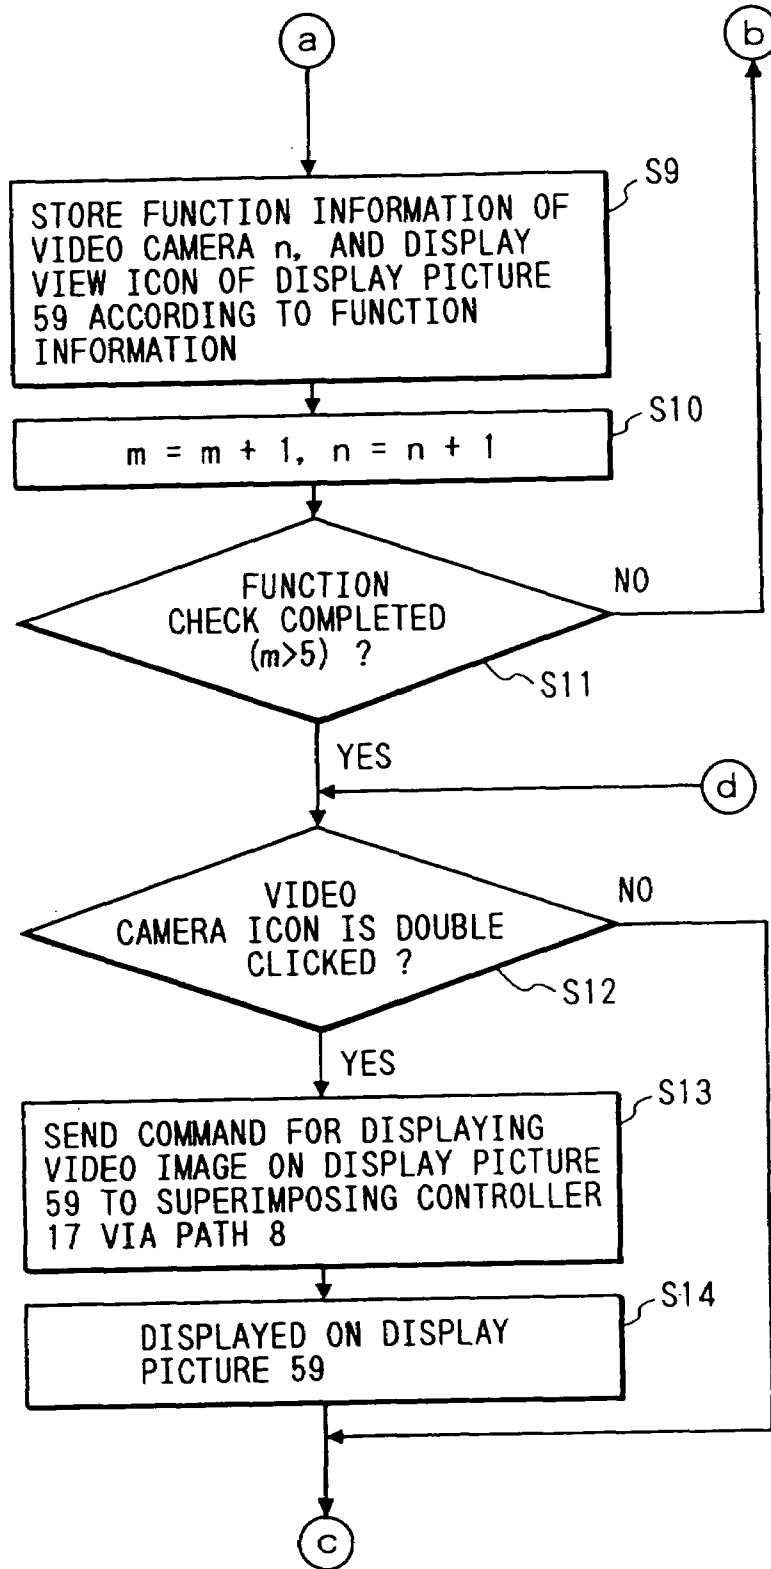 a
b
S9
STORE FUNCTION INFORMATION OF
VIDEO CAMERA n, AND DISPLAY
VIEW ICON OF DISPLAY PICTURE
59 ACCORDING TO FUNCTION
INFORMATION
S10
m = m + 1, n = n + 1
FUNCTION
CHECK COMPLETED
(m>5) ?
NO
S11
YES
d
VIDEO
CAMERA ICON IS DOUBLE
CLICKED ?
NO
S12
YES
S13
SEND COMMAND FOR DISPLAYING
VIDEO IMAGE ON DISPLAY PICTURE
59 TO SUPERIMPOSING CONTROLLER
17 VIA PATH 8
S14
DISPLAYED ON DISPLAY
PICTURE 59
c